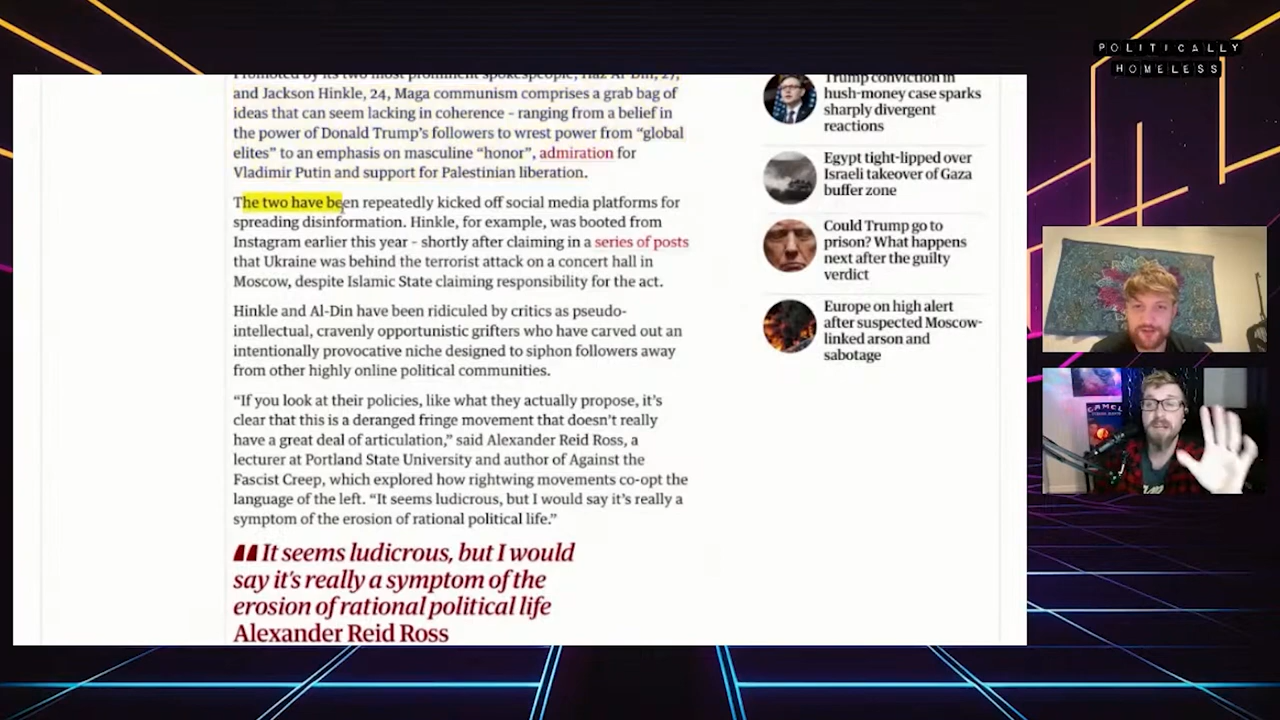 POLITICALLY
HOMELESS
Promoted by its two most prominent spokespeople, Haz Al-Din, 27,
and Jackson Hinkle, 24, Maga communism comprises a grab bag of
ideas that can seem lacking in coherence – ranging from a belief in
the power of Donald Trump's followers to wrest power from “global
elites” to an emphasis on masculine “honor”, admiration for
Vladimir Putin and support for Palestinian liberation.
The two have been repeatedly kicked off social media platforms for
spreading disinformation. Hinkle, for example, was booted from
Instagram earlier this year – shortly after claiming in a series of posts
that Ukraine was behind the terrorist attack on a concert hall in
Moscow, despite Islamic State claiming responsibility for the act.
Hinkle and Al-Din have been ridiculed by critics as pseudo-
intellectual, cravenly opportunistic grifters who have carved out an
intentionally provocative niche designed to siphon followers away
from other highly online political communities.
“If you look at their policies, like what they actually propose, it's
clear that this is a deranged fringe movement that doesn't really
have a great deal of articulation,” said Alexander Reid Ross, a
lecturer at Portland State University and author of Against the
Fascist Creep, which explored how rightwing movements co-opt the
language of the left. “It seems ludicrous, but I would say it's really a
symptom of the erosion of rational political life.”
“It seems ludicrous, but I would
say it's really a symptom of the
erosion of rational political life
Alexander Reid Ross
Trump conviction in
hush-money case sparks
sharply divergent
reactions
Egypt tight-lipped over
Israeli takeover of Gaza
buffer zone
Could Trump go to
prison? What happens
next after the guilty
verdict
Europe on high alert
after suspected Moscow-
linked arson and
sabotage
CAMEL